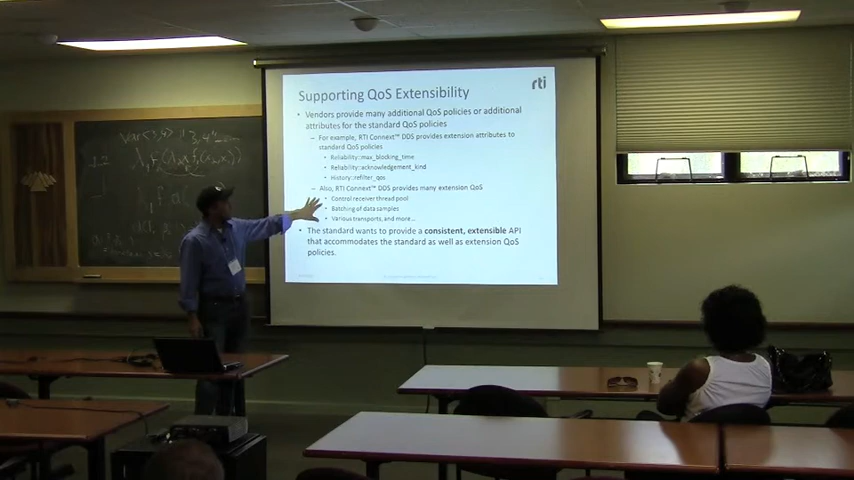 Supporting QoS Extensibility
rti
• Vendors provide many additional QoS policies or additional
attributes for the standard QoS policies
– For example, RTI Connext™ DDS provides extension attributes to
standard QoS policies
• Reliability::max_blocking_time
• Reliability::acknowledgement_kind
• History::refilter_qos
– Also, RTI Connext™ DDS provides many extension QoS
• Control receiver thread pool
• Batching of data samples
• Various transports, and more...
• The standard wants to provide a consistent, extensible API
that accommodates the standard as well as extension QoS
policies.